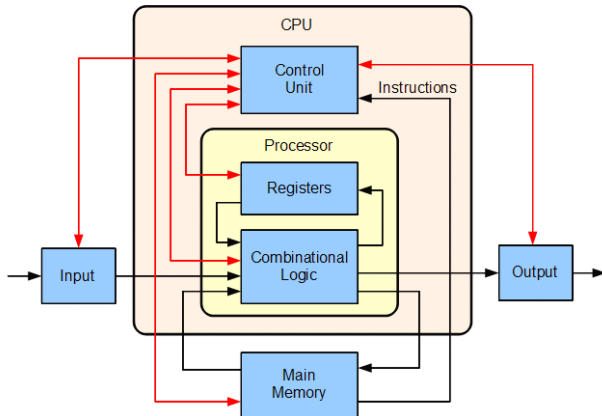 CPU
Control
Unit
Instructions
Processor
Registers
Combinational
Logic
Input
Output
Main
Memory